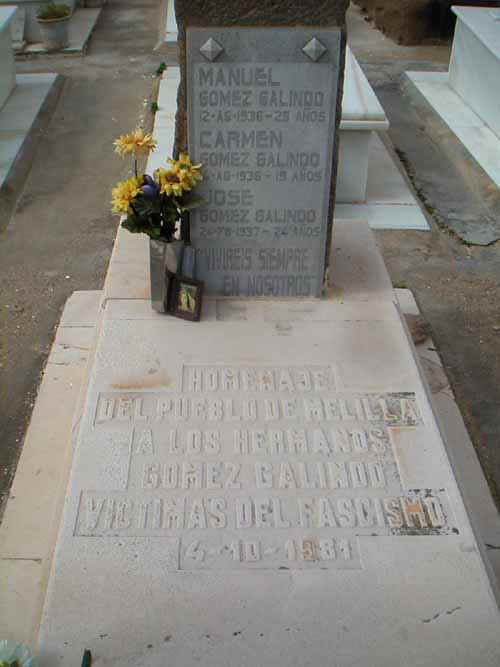 MANUEL
GOMEZ GALINDO
12-AG-1936-25 AÑOS
CARMEN
GOMEZ GALINDO
-AG-1936-19 AÑOS
JOSE
GOMEZ GALINDO
1937-24 AÑOS
VIVIREIS SIEMPRE
EN NOSOTROS
HOMENAJE
DEL PUEBLO DE MELILLA
A LOS HERMANOS
GOMEZ GALINDO
VICTIMAS DEL FASCISMO
4-10-1981